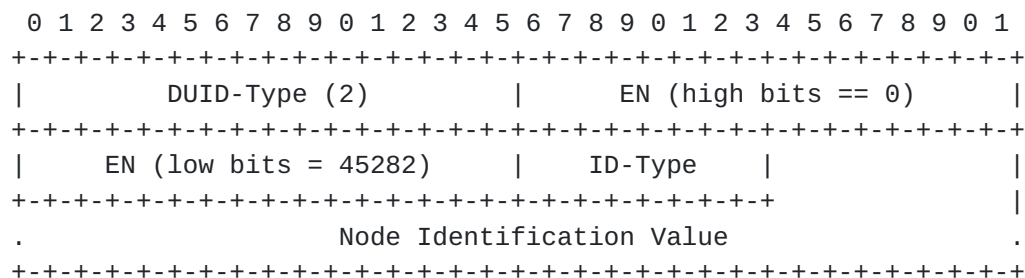 0 1 2 3 4 5 6 7 8 9 0 1 2 3 4 5 6 7 8 9 0 1 2 3 4 5 6 7 8 9 0 1
+-+-+-+-+-+-+-+-+-+-+-+-+-+-+-+-+-+-+-+-+-+-+-+-+-+-+-+-+-+-+-+-+
|         DUID-Type (2)         |      EN (high bits == 0)      |
+-+-+-+-+-+-+-+-+-+-+-+-+-+-+-+-+-+-+-+-+-+-+-+-+-+-+-+-+-+-+-+-+
|     EN (low bits = 45282)     |    ID-Type    |               |
+-+-+-+-+-+-+-+-+-+-+-+-+-+-+-+-+-+-+-+-+-+-+-+-+               |
.                    Node Identification Value                  .
+-+-+-+-+-+-+-+-+-+-+-+-+-+-+-+-+-+-+-+-+-+-+-+-+-+-+-+-+-+-+-+-+